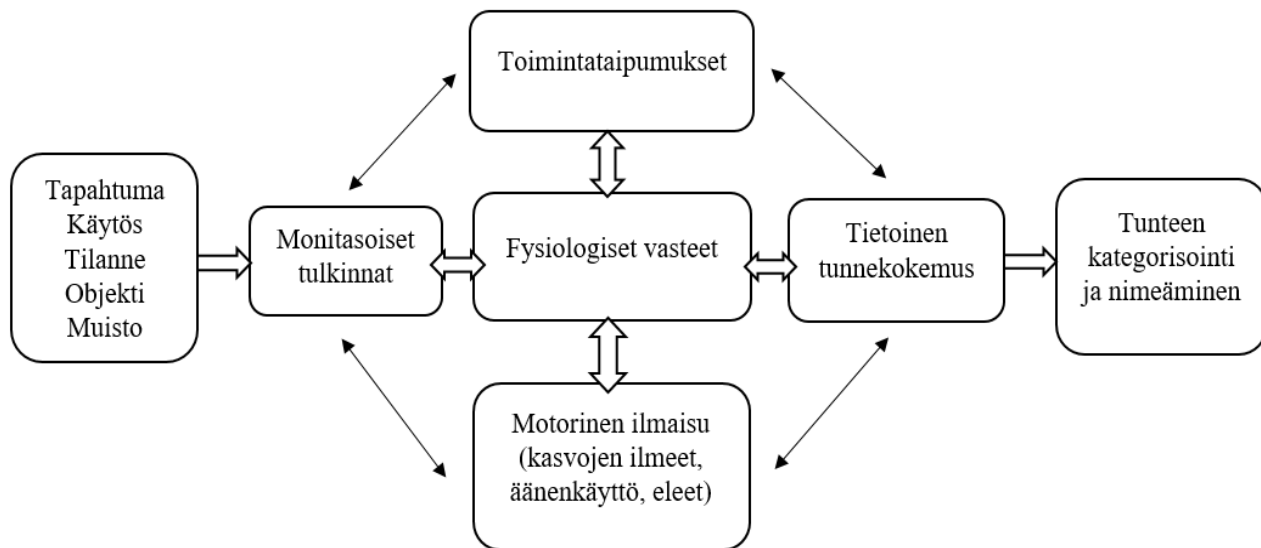 Toimintataipumukset
Tapahtuma
Käytös
Tilanne
Objekti
Muisto
Monitasoiset
tulkinnat
Fysiologiset vasteet
Tietoinen
tunnekokemus
Tunteen
kategorisointi
ja nimeäminen
Motorinen ilmaisu
(kasvojen ilmeet,
äänenkäyttö, eleet)